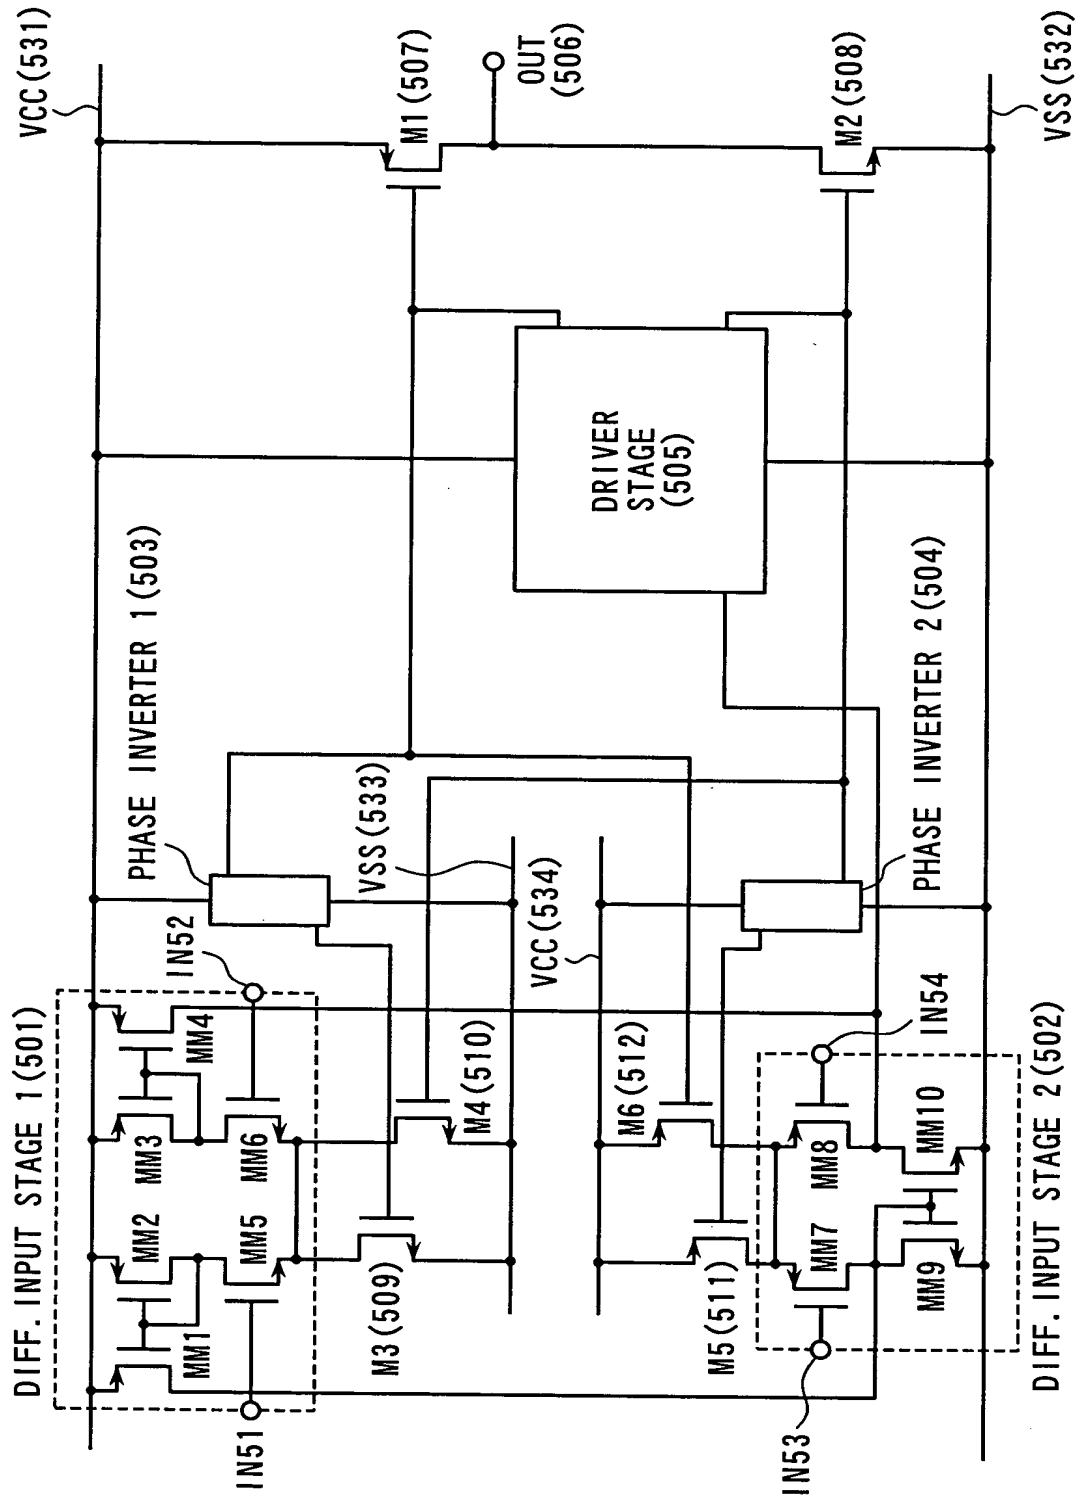 DIFF. INPUT STAGE 1(501)
VCC(531)
PHASE INVERTER 1(503)
IN52
MM1
MM2
MM3
MM4
MM5
MM6
IN51
M1(507)
OUT
(506)
VSS(533)
M3(509)
M4(510)
DRIVER
STAGE
(505)
VCC(534)
M5(511)
M6(512)
M2(508)
PHASE INVERTER 2(504)
IN53
MM7
MM8
IN54
MM9
MM10
DIFF. INPUT STAGE 2(502)
VSS(532)